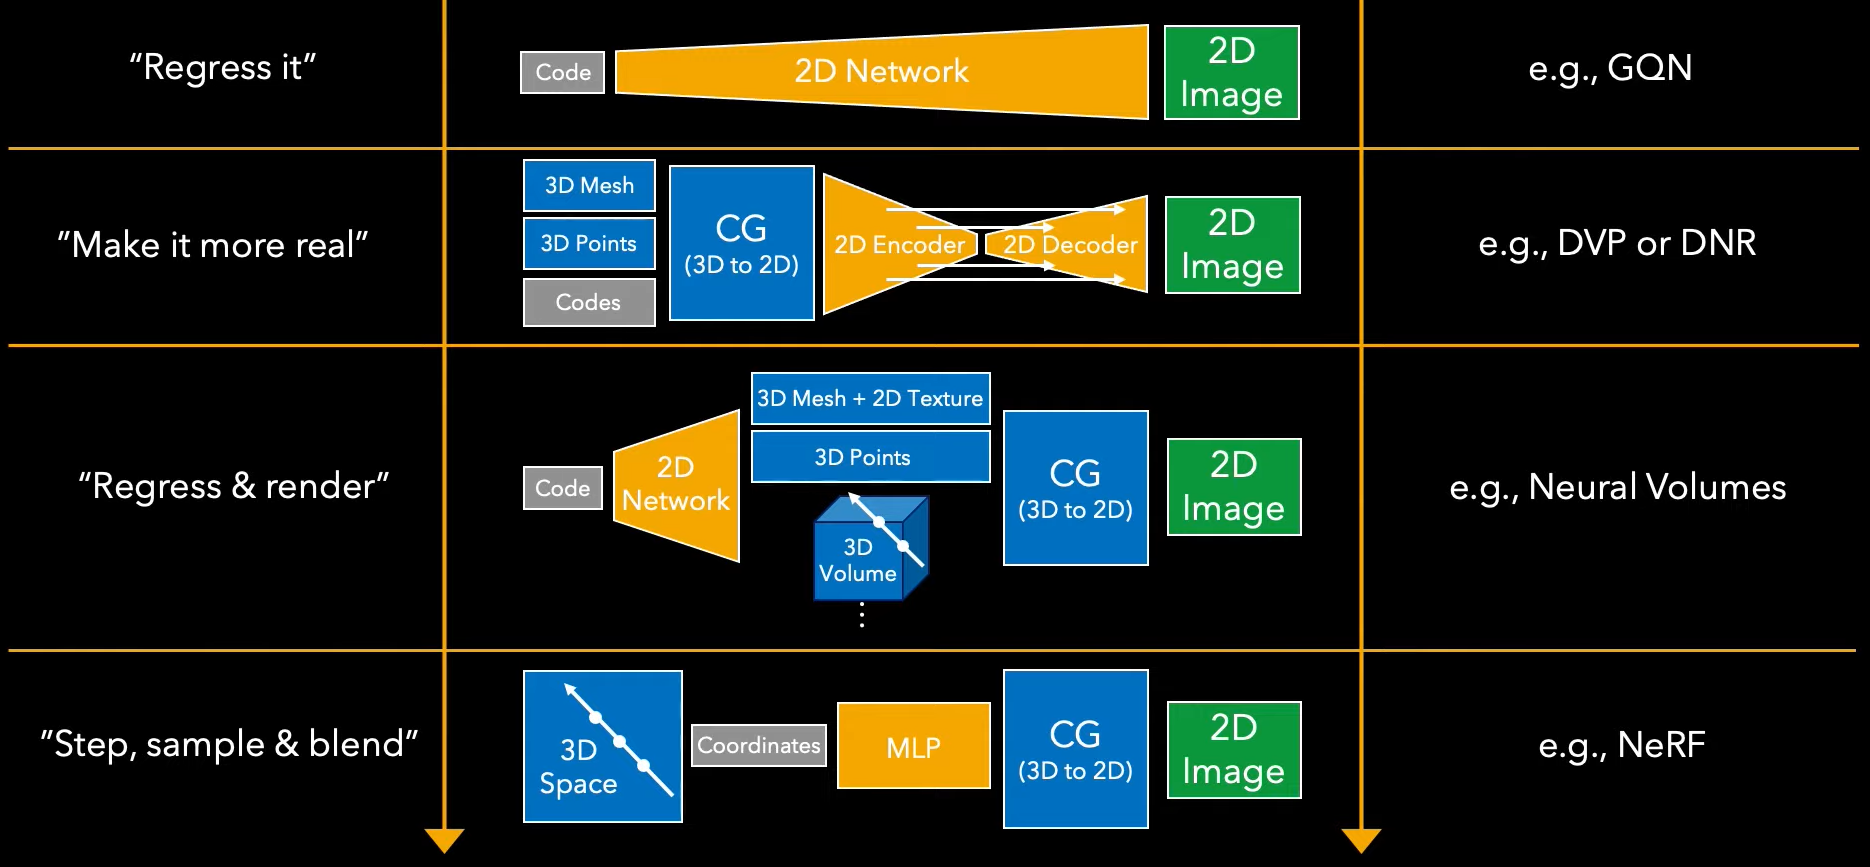 “Regress it”
Code
2D Network
2D
Image
e.g., GQN
”Make it more real”
3D Mesh
3D Points
Codes
CG
(3D to 2D)
2D Encoder
2D Decoder
2D
Image
e.g., DVP or DNR
“Regress & render”
Code
2D
Network
3D Mesh + 2D Texture
3D Points
3D
Volume
CG
(3D to 2D)
2D
Image
e.g., Neural Volumes
”Step, sample & blend”
3D
Space
Coordinates
MLP
CG
(3D to 2D)
2D
Image
e.g., NeRF